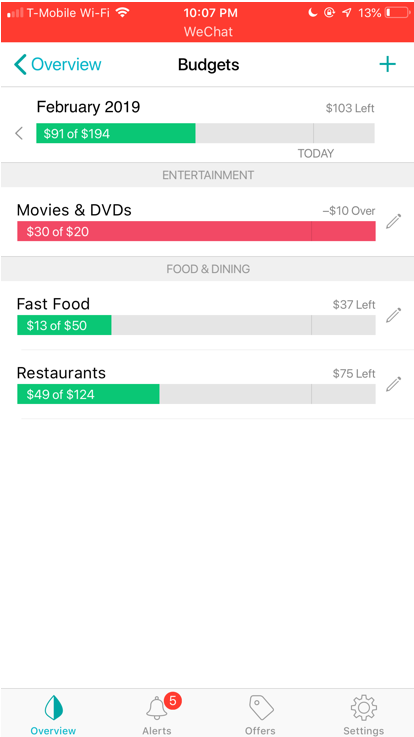 T-Mobile Wi-Fi 10:07 PM 13%
WeChat
Overview Budgets +
February 2019 $103 Left
$91 of $194
TODAY
ENTERTAINMENT
Movies & DVDs –$10 Over
$30 of $20
FOOD & DINING
Fast Food $37 Left
$13 of $50
Restaurants $75 Left
$49 of $124
5
Overview Alerts Offers Settings